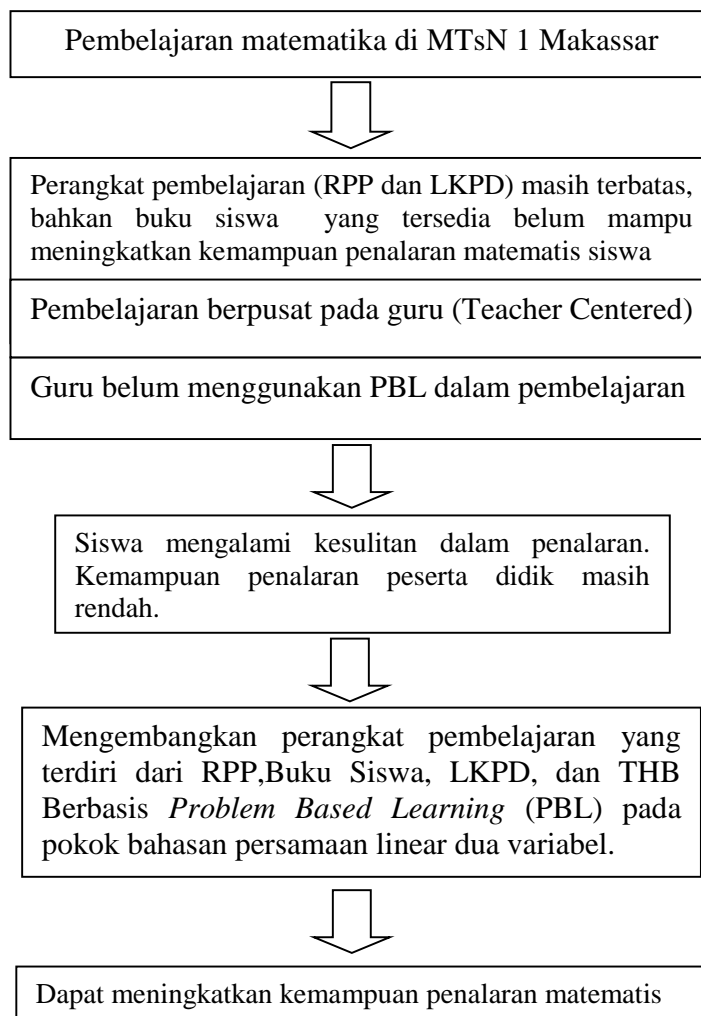 Pembelajaran matematika di MTsN 1 Makassar
Perangkat pembelajaran (RPP dan LKPD) masih terbatas,
bahkan buku siswa yang tersedia belum mampu
meningkatkan kemampuan penalaran matematis siswa
Pembelajaran berpusat pada guru (Teacher Centered)
Guru belum menggunakan PBL dalam pembelajaran
Siswa mengalami kesulitan dalam penalaran.
Kemampuan penalaran peserta didik masih
rendah.
Mengembangkan perangkat pembelajaran yang
terdiri dari RPP,Buku Siswa, LKPD, dan THB
Berbasis Problem Based Learning (PBL) pada
pokok bahasan persamaan linear dua variabel.
Dapat meningkatkan kemampuan penalaran matematis